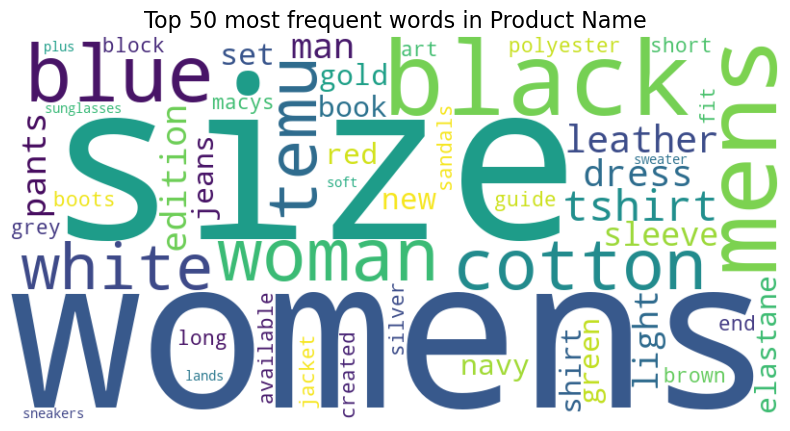 Top 50 most frequent words in Product Name
plus
block
set
man
art
polyester
short
blue
sunglasses
macys
gold
book
black
fit
mens
temu
size
pants
edition
jeans
red
soft
sandals
leather
sweater
dress
boots
new
guide
tshirt
grey
sleeve
white
woman
cotton
womens
long
lands
available
jacket
created
silver
navy
shirt
green
light
end
brown
elastane
sneakers